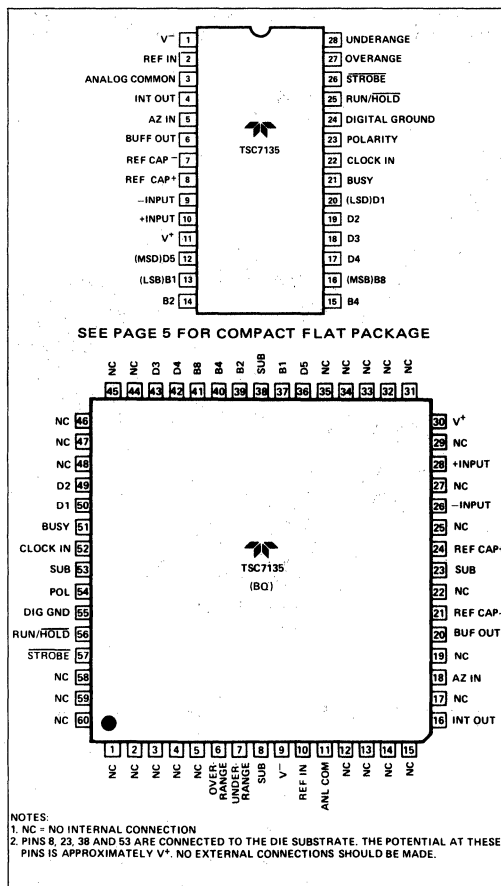 V⁻ 1 28 UNDERANGE
REF IN 2 27 OVERANGE
ANALOG COMMON 3 26 STROBE
INT OUT 4 25 RUN/HOLD
AZ IN 5 24 DIGITAL GROUND
BUFF OUT 6 23 POLARITY
REF CAP⁻ 7 22 CLOCK IN
REF CAP⁺ 8 21 BUSY
–INPUT 9 20 (LSD)D1
+INPUT 10 19 D2
V⁺ 11 18 D3
(MSD)D5 12 17 D4
(LSB)B1 13 16 (MSB)B8
B2 14 15 B4
TSC7135
SEE PAGE 5 FOR COMPACT FLAT PACKAGE
NC NC D3 D4 B8 B4 B2 SUB B1 D5 NC NC NC NC NC
45 44 43 42 41 40 39 38 37 36 35 34 33 32 31
NC 46 30 V⁺
NC 47 29 NC
NC 48 28 +INPUT
D2 49 27 NC
D1 50 26 –INPUT
BUSY 51 25 NC
CLOCK IN 52 24 REF CAP+
SUB 53 23 SUB
POL 54 22 NC
DIG GND 55 21 REF CAP-
RUN/HOLD 56 20 BUF OUT
STROBE 57 19 NC
NC 58 18 AZ IN
NC 59 17 NC
NC 60 16 INT OUT
TSC7135
(BQ)
1 2 3 4 5 6 7 8 9 10 11 12 13 14 15
NC NC NC NC NC OVER-RANGE UNDER-RANGE SUB V⁻ REF IN ANL COM NC NC NC NC
NOTES:
1. NC = NO INTERNAL CONNECTION
2. PINS 8, 23, 38 AND 53 ARE CONNECTED TO THE DIE SUBSTRATE. THE POTENTIAL AT THESE
PINS IS APPROXIMATELY V⁺. NO EXTERNAL CONNECTIONS SHOULD BE MADE.